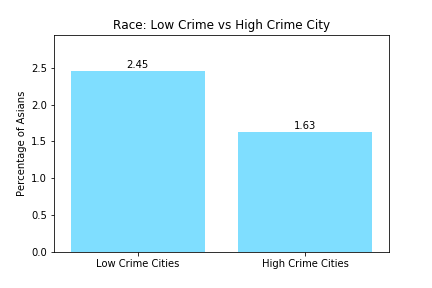 Race: Low Crime vs High Crime City
Percentage of Asians
2.5
2.0
1.5
1.0
0.5
0.0
2.45
1.63
Low Crime Cities
High Crime Cities